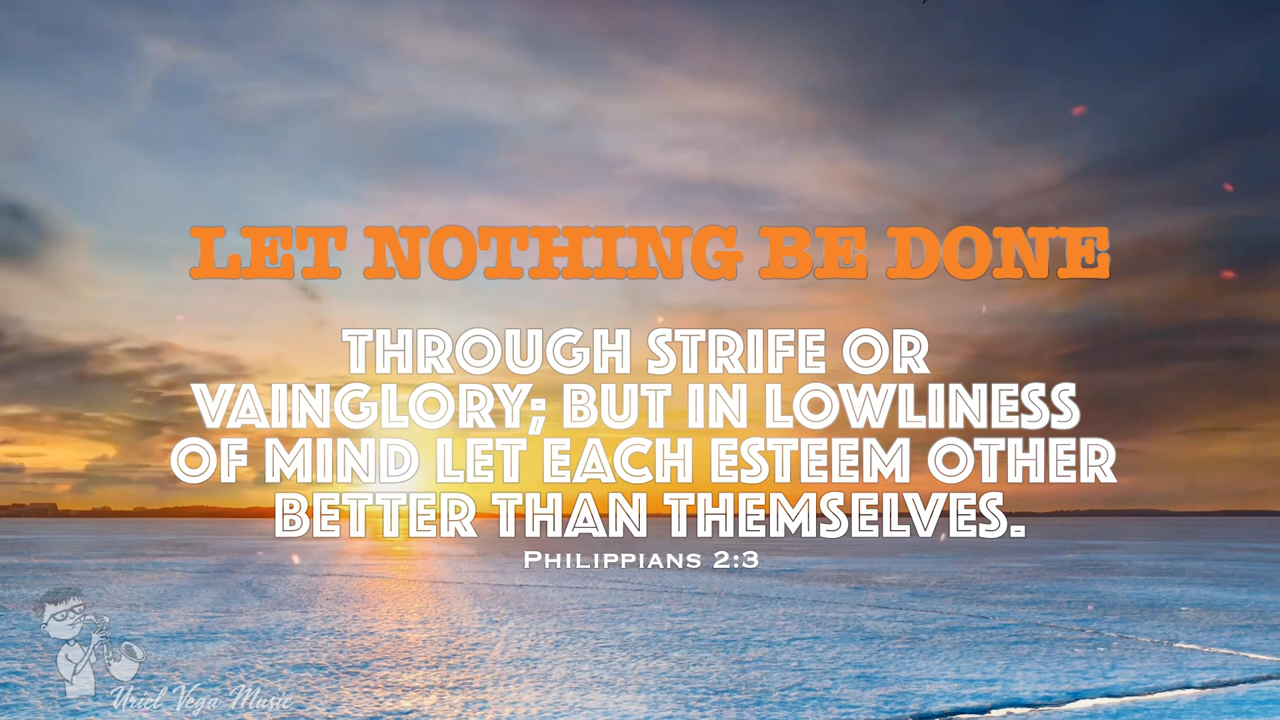 LET NOTHING BE DONE
THROUGH STRIFE OR
VAINGLORY; BUT IN LOWLINESS
OF MIND LET EACH ESTEEM OTHER
BETTER THAN THEMSELVES.
PHILIPPIANS 2:3
Uriel Vega Music